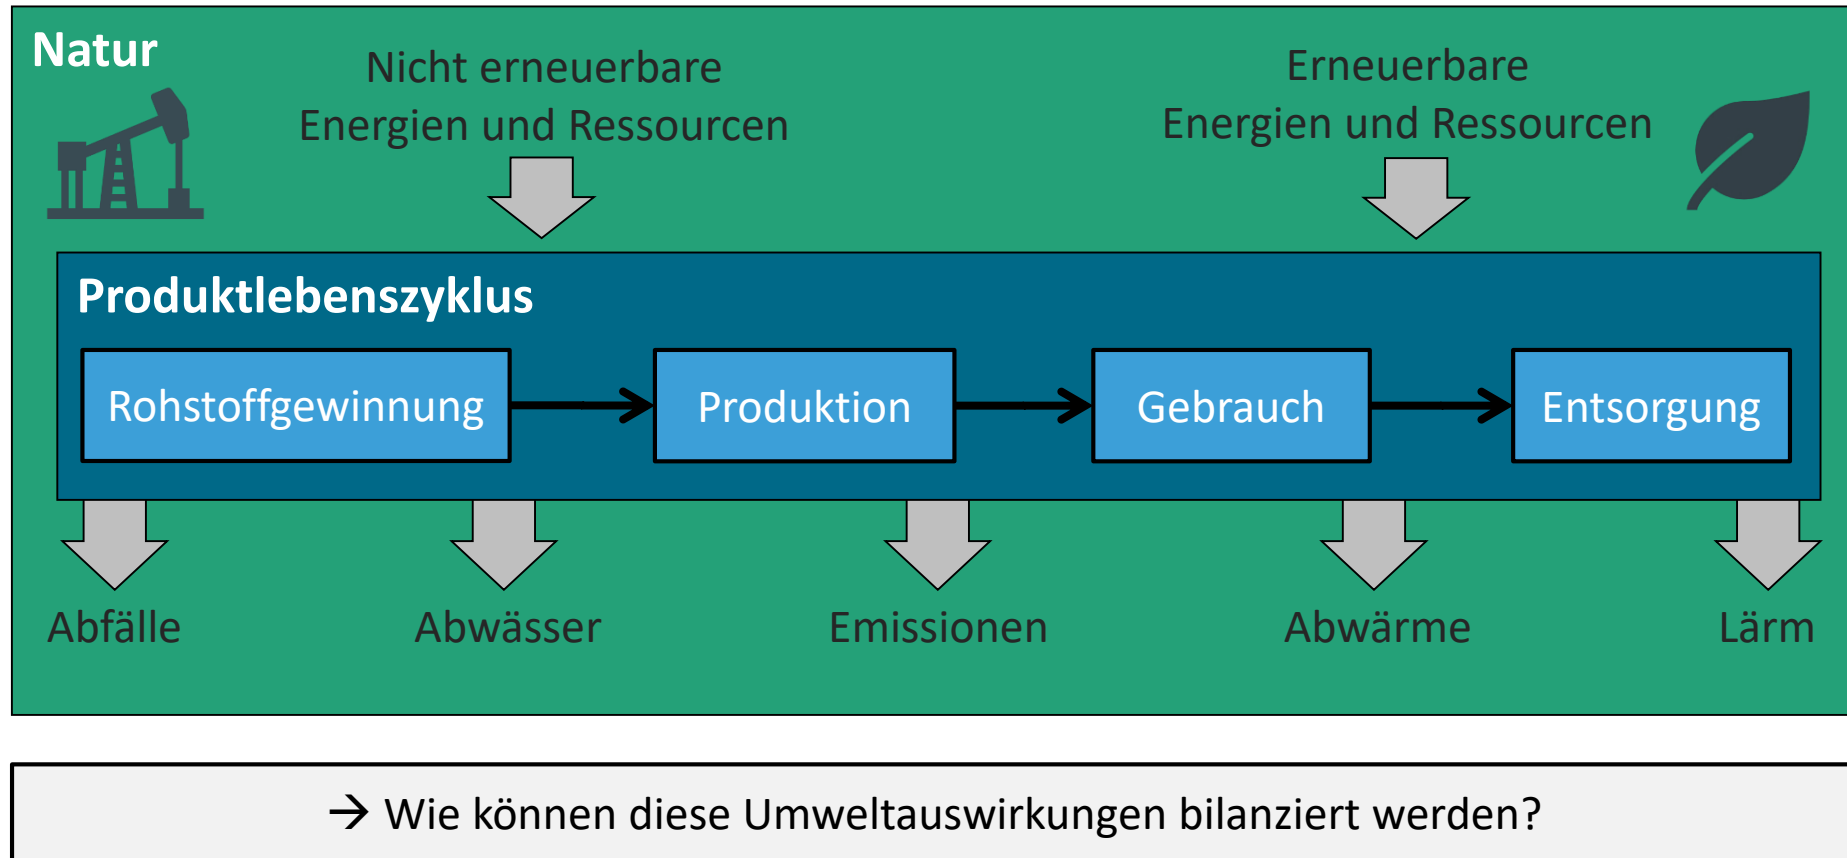 Natur
Nicht erneuerbare
Energien und Ressourcen
Erneuerbare
Energien und Ressourcen
Produktlebenszyklus
Rohstoffgewinnung
Produktion
Gebrauch
Entsorgung
Abfälle
Abwässer
Emissionen
Abwärme
Lärm
→ Wie können diese Umweltauswirkungen bilanziert werden?